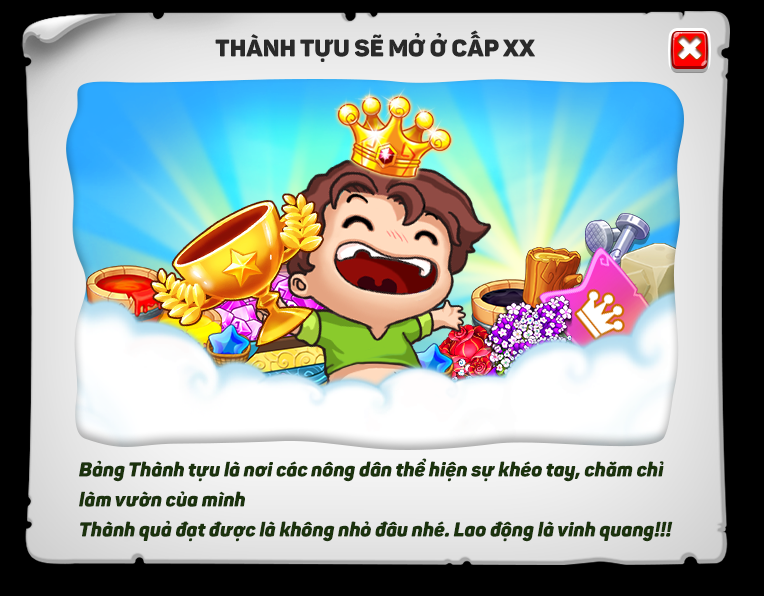 THÀNH TỰU SẼ MỞ Ở CẤP XX
Bảng Thành tựu là nơi các nông dân thể hiện sự khéo tay, chăm chỉ
làm vườn của mình
Thành quả đạt được là không nhỏ đâu nhé. Lao động là vinh quang!!!